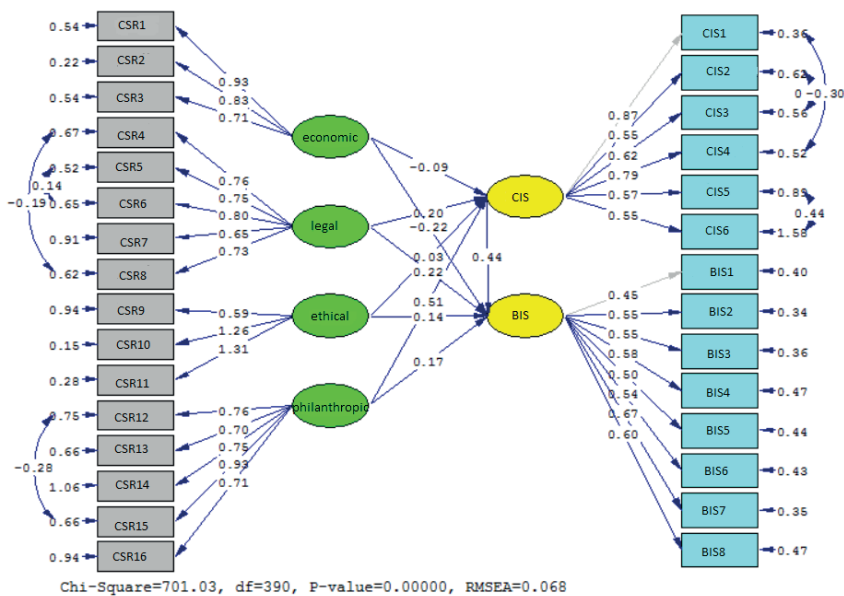 0.54 CSR1
0.22 CSR2
0.54 CSR3
0.67 CSR4
0.52 CSR5
0.14
-0.19
0.65 CSR6
0.91 CSR7
0.62 CSR8
0.94 CSR9
0.15 CSR10
0.28 CSR11
0.75 CSR12
0.66 CSR13
-0.28
1.06 CSR14
0.66 CSR15
0.94 CSR16
0.93
0.83
0.71
0.76
0.75
0.80
0.65
0.73
0.59
1.26
1.31
0.76
0.70
0.75
0.93
0.71
economic
legal
ethical
philanthropic
-0.09
0.20
-0.22
0.03
0.22
0.44
0.51
0.14
0.17
CIS
BIS
0.87
0.55
0.62
0.79
0.57
0.55
0.45
0.55
0.55
0.58
0.50
0.54
0.67
0.60
CIS1 0.36
CIS2 0.62
0 -0.30
CIS3 0.56
CIS4 0.52
CIS5 0.89
0.44
CIS6 1.58
BIS1 0.40
BIS2 0.34
BIS3 0.36
BIS4 0.47
BIS5 0.44
BIS6 0.43
BIS7 0.35
BIS8 0.47
Chi-Square=701.03, df=390, P-value=0.00000, RMSEA=0.068